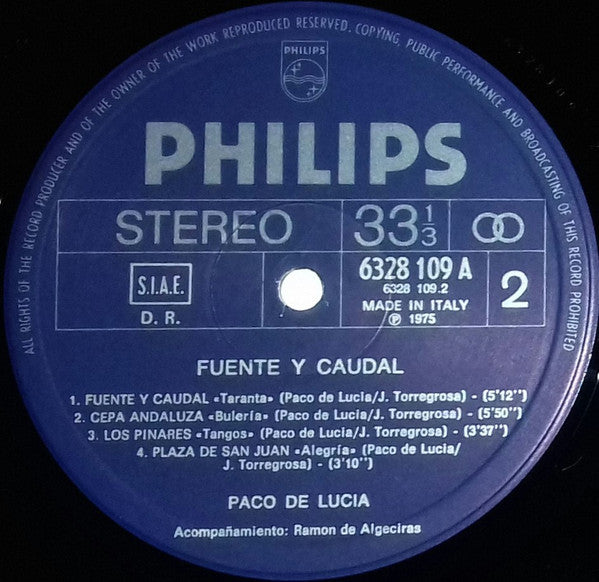 ALL RIGHTS OF THE RECORD PRODUCER AND OF THE OWNER OF THE WORK REPRODUCED RESERVED. COPYING, PUBLIC PERFORMANCE AND BROADCASTING OF THIS RECORD PROHIBITED
PHILIPS
PHILIPS
STEREO 33 1/3
S.I.A.E.
D. R.
6328 109 A
6328 109.2
MADE IN ITALY
Ⓟ 1975
2
FUENTE Y CAUDAL
1. FUENTE Y CAUDAL «Taranta» (Paco de Lucia/J. Torregrosa) - (5'12")
2. CEPA ANDALUZA «Buleria» (Paco de Lucia/J. Torregrosa) - (5'50")
3. LOS PINARES «Tangos» (Paco de Lucia/J. Torregrosa) - (3'37")
4. PLAZA DE SAN JUAN «Alegria» (Paco de Lucia/
J. Torregrosa) - (3'10")
PACO DE LUCIA
Acompañamiento: Ramon de Algeciras